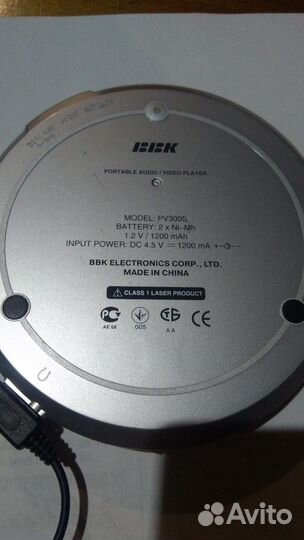 BBK
PORTABLE AUDIO / VIDEO PLAYER
MODEL: PV300S
BATTERY: 2 x Ni-Mh
1.2 V / 1200 mAh
INPUT POWER: DC 4.5 V ⎓ 1200 mA
BBK ELECTRONICS CORP., LTD.
MADE IN CHINA
CLASS 1 LASER PRODUCT
AE 68
005
A A
CE
Avito